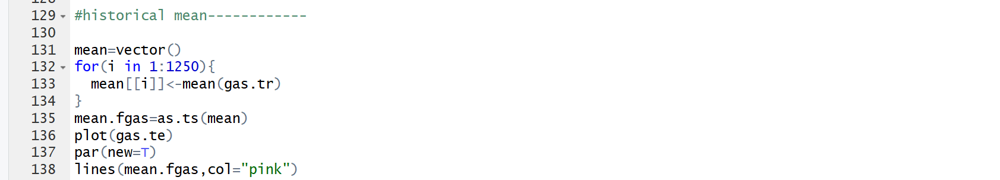 129 #historical mean------------
130
131 mean=vector()
132 for(i in 1:1250){
133   mean[[i]]<-mean(gas.tr)
134 }
135 mean.fgas=as.ts(mean)
136 plot(gas.te)
137 par(new=T)
138 lines(mean.fgas,col="pink")